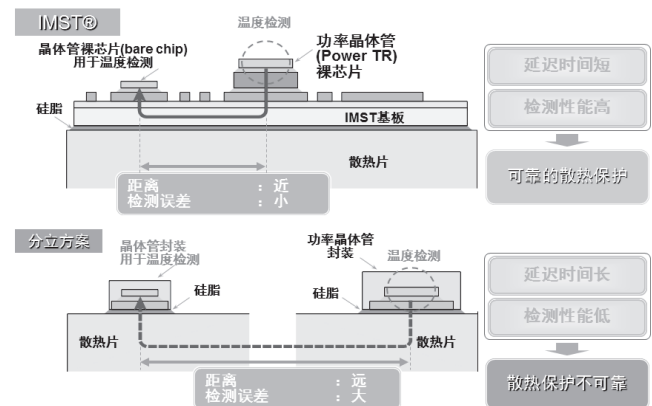 IMST®
温度检测
晶体管裸芯片(bare chip)
用于温度检测
功率晶体管
(Power TR)
裸芯片
硅脂
IMST基板
散热片
距离 : 近
检测误差 : 小
延迟时间短
检测性能高
可靠的散热保护
分立方案
晶体管封装
用于温度检测
功率晶体管
封装
温度检测
硅脂
硅脂
散热片
散热片
距离 : 远
检测误差 : 大
延迟时间长
检测性能低
散热保护不可靠